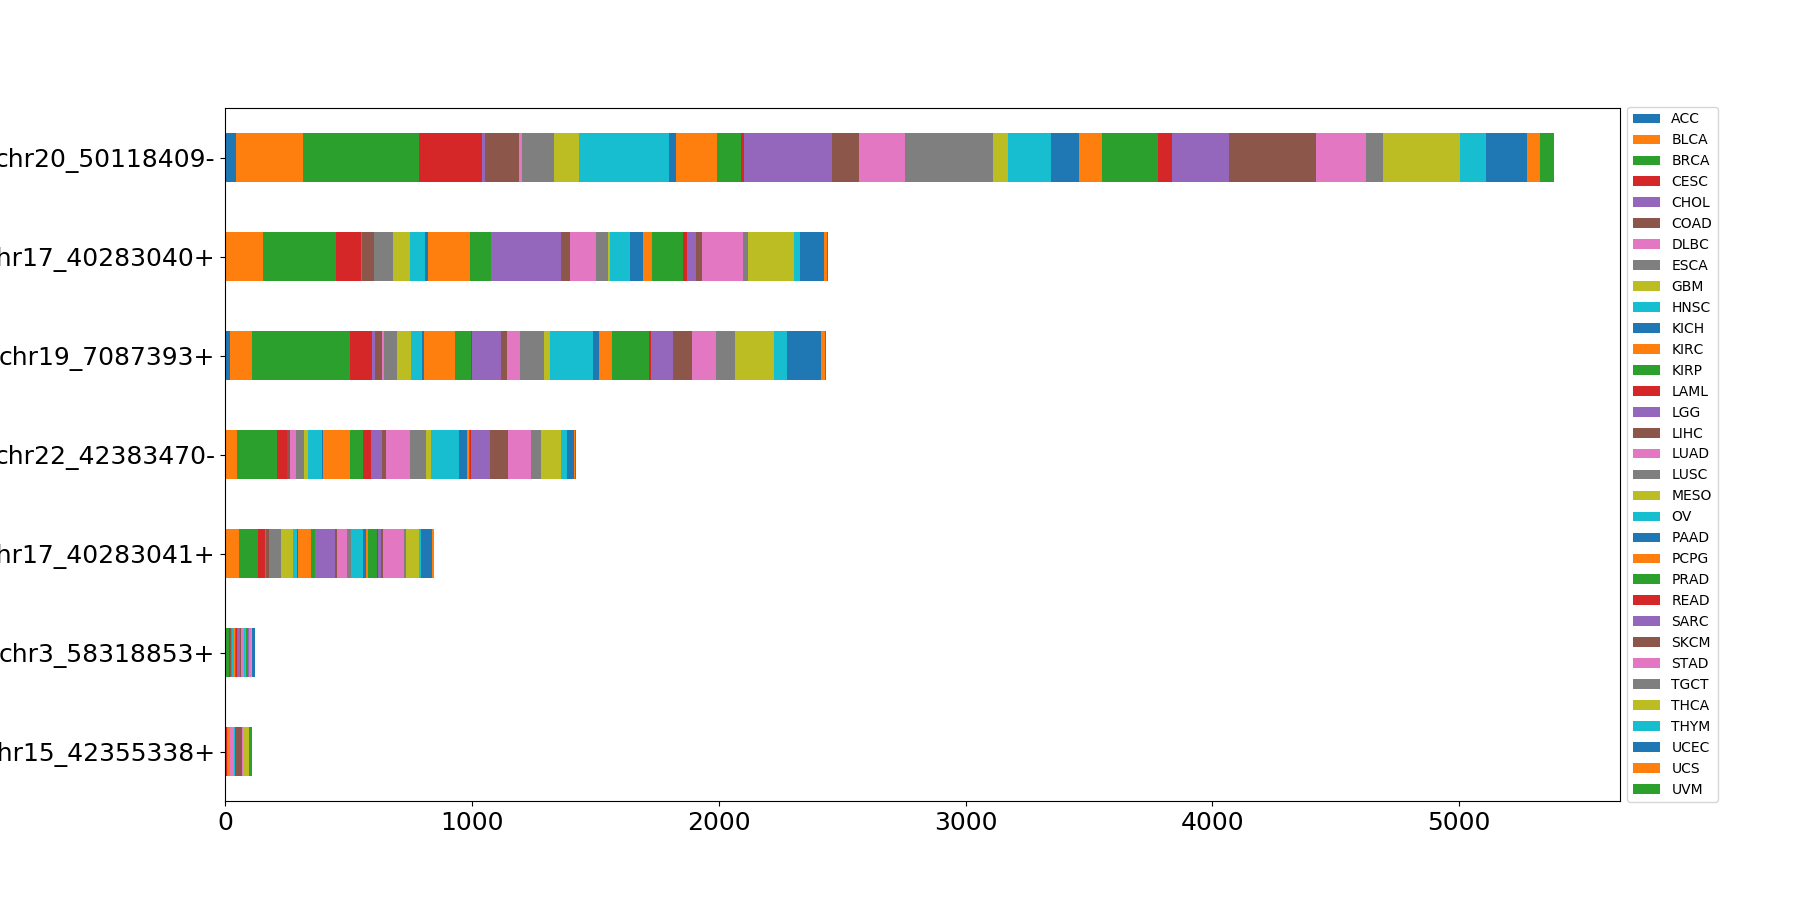 chr20_50118409-
hr17_40283040+
chr19_7087393+
chr22_42383470-
hr17_40283041+
chr3_58318853+
hr15_42355338+
0 1000 2000 3000 4000 5000
ACC
BLCA
BRCA
CESC
CHOL
COAD
DLBC
ESCA
GBM
HNSC
KICH
KIRC
KIRP
LAML
LGG
LIHC
LUAD
LUSC
MESO
OV
PAAD
PCPG
PRAD
READ
SARC
SKCM
STAD
TGCT
THCA
THYM
UCEC
UCS
UVM